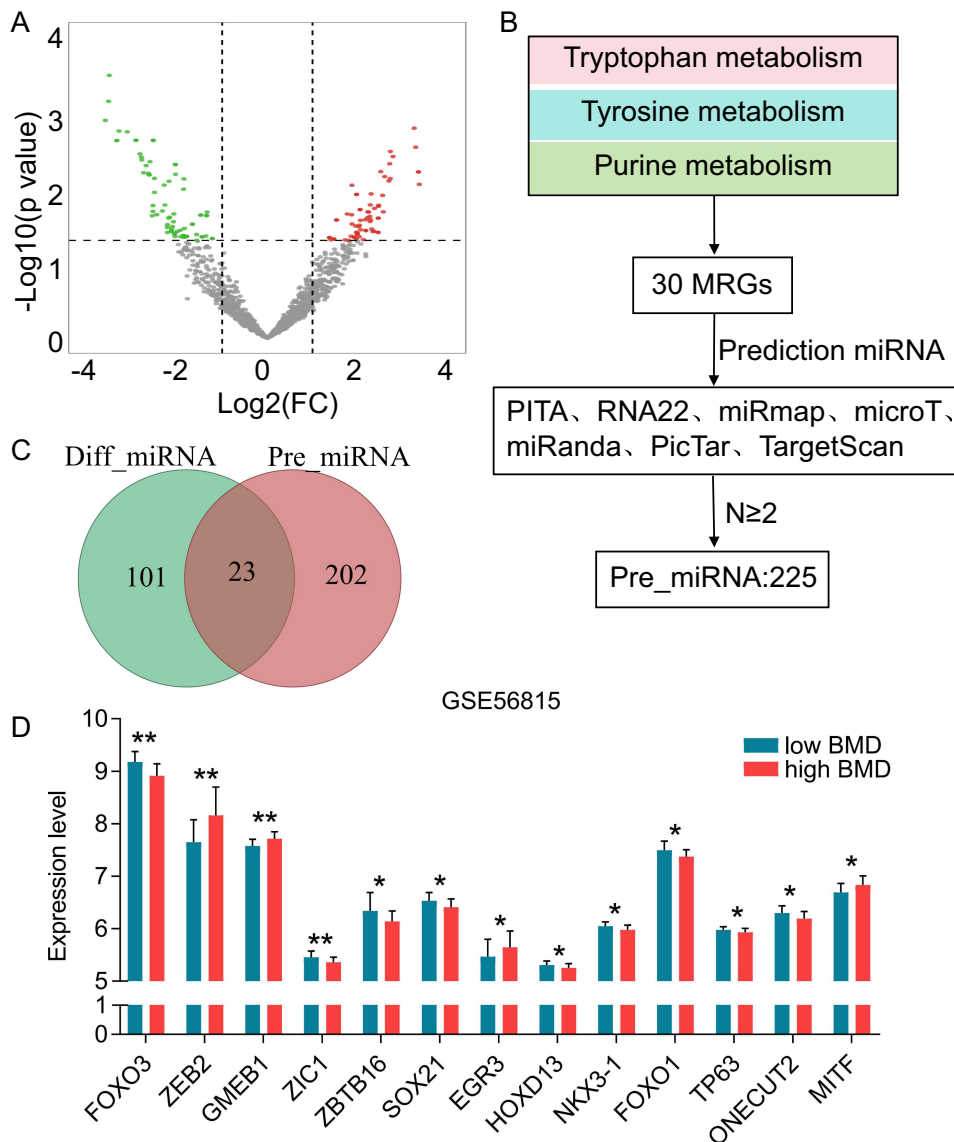 A
4
3
2
1
0
-Log10(p value)
-4
-2
0
2
4
Log2(FC)
B
Tryptophan metabolism
Tyrosine metabolism
Purine metabolism
30 MRGs
Prediction miRNA
PITA、RNA22、miRmap、microT、
miRanda、PicTar、TargetScan
N≥2
Pre_miRNA:225
C
Diff_miRNA
Pre_miRNA
101
23
202
D
GSE56815
low BMD
high BMD
Expression level
10
9
8
7
6
5
1
0
**
**
**
**
*
*
*
*
*
*
*
*
*
FOXO3
ZEB2
GMEB1
ZIC1
ZBTB16
SOX21
EGR3
HOXD13
NKX3-1
FOXO1
TP63
ONECUT2
MITF